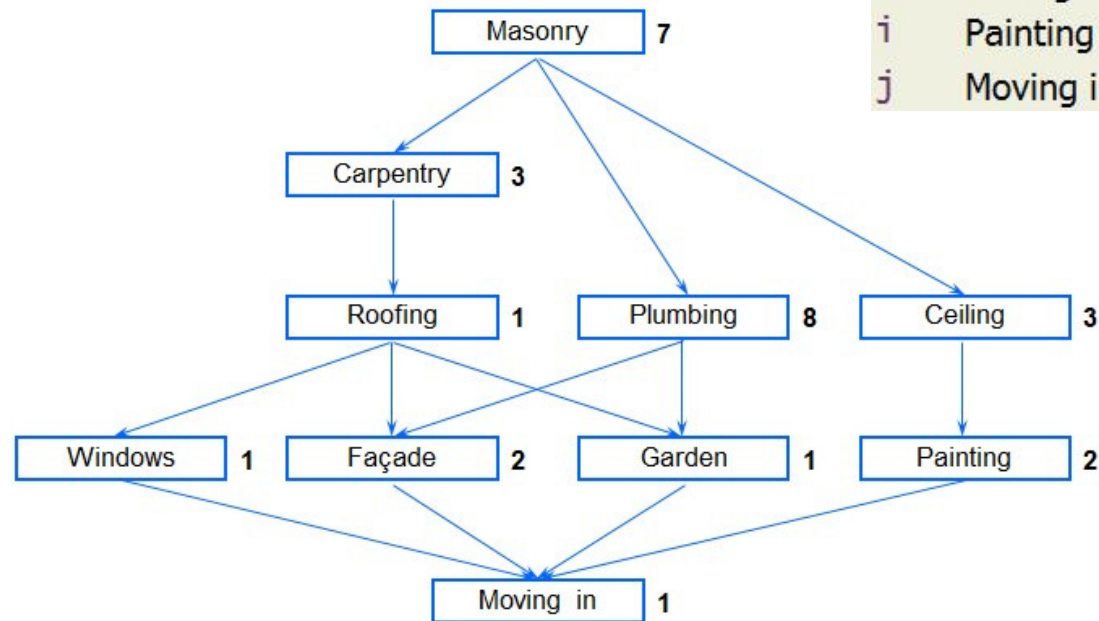 Masonry 7
i Painting
j Moving i
Carpentry 3
Roofing 1
Plumbing 8
Ceiling 3
Windows 1
Façade 2
Garden 1
Painting 2
Moving in 1